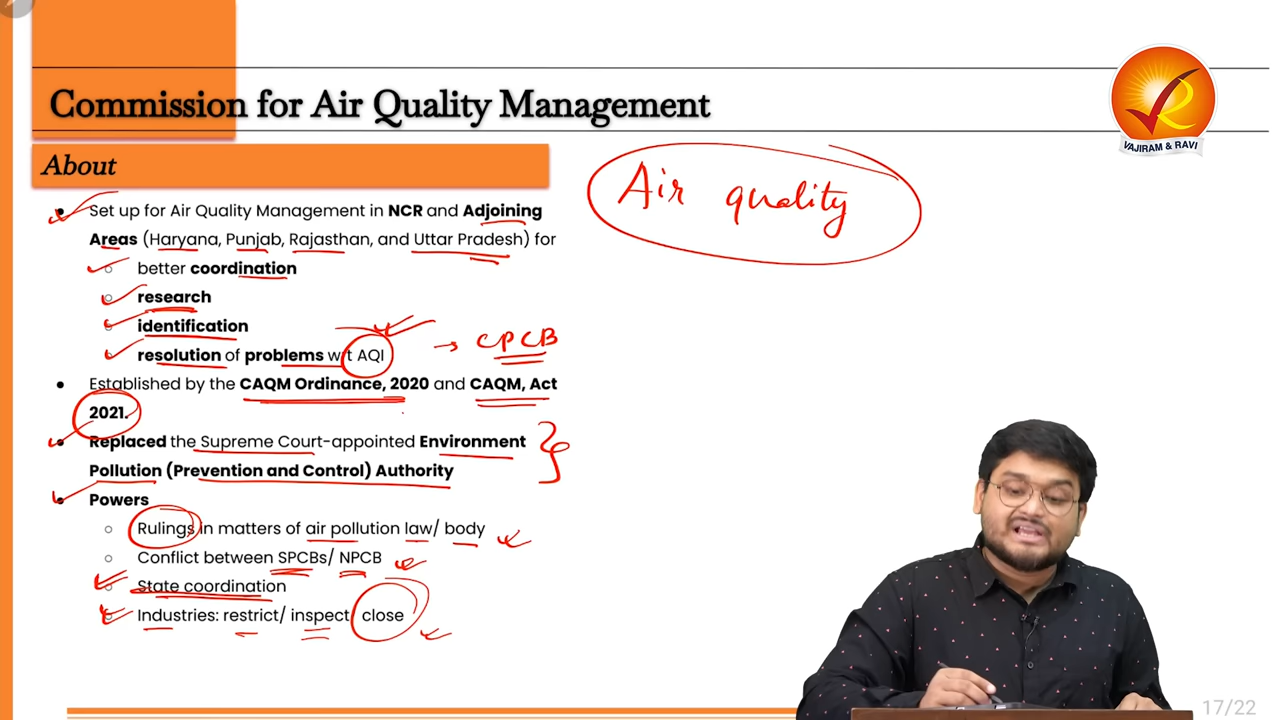 Commission for Air Quality Management
VAJIRAM & RAVI
About
Air quality
• Set up for Air Quality Management in NCR and Adjoining
Areas (Haryana, Punjab, Rajasthan, and Uttar Pradesh) for
○ better coordination
○ research
○ identification
○ resolution of problems wrt AQI → CPCB
• Established by the CAQM Ordinance, 2020 and CAQM, Act
2021.
• Replaced the Supreme Court-appointed Environment
Pollution (Prevention and Control) Authority
• Powers
○ Rulings in matters of air pollution law/ body
○ Conflict between SPCBs/ NPCB
○ State coordination
○ Industries: restrict/ inspect/ close
17/22